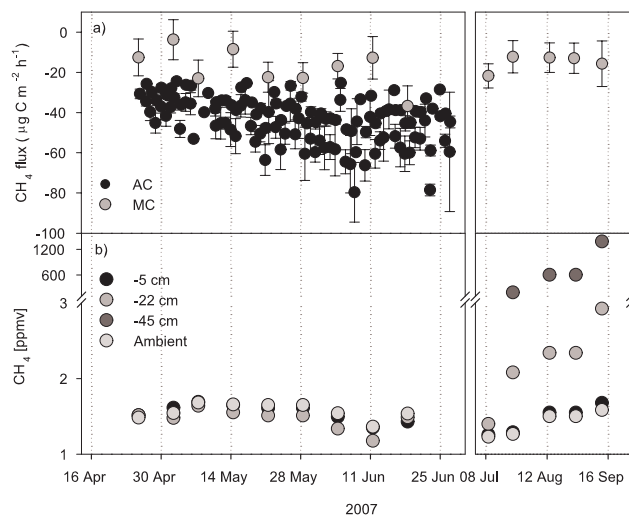 a)
0
-20
-40
-60
-80
-100
CH4 flux ( µg C m-2 h-1)
AC
MC
b)
1200
600
3
2
1
CH4 [ppmv]
-5 cm
-22 cm
-45 cm
Ambient
16 Apr 30 Apr 14 May 28 May 11 Jun 25 Jun 08 Jul 12 Aug 16 Sep
2007